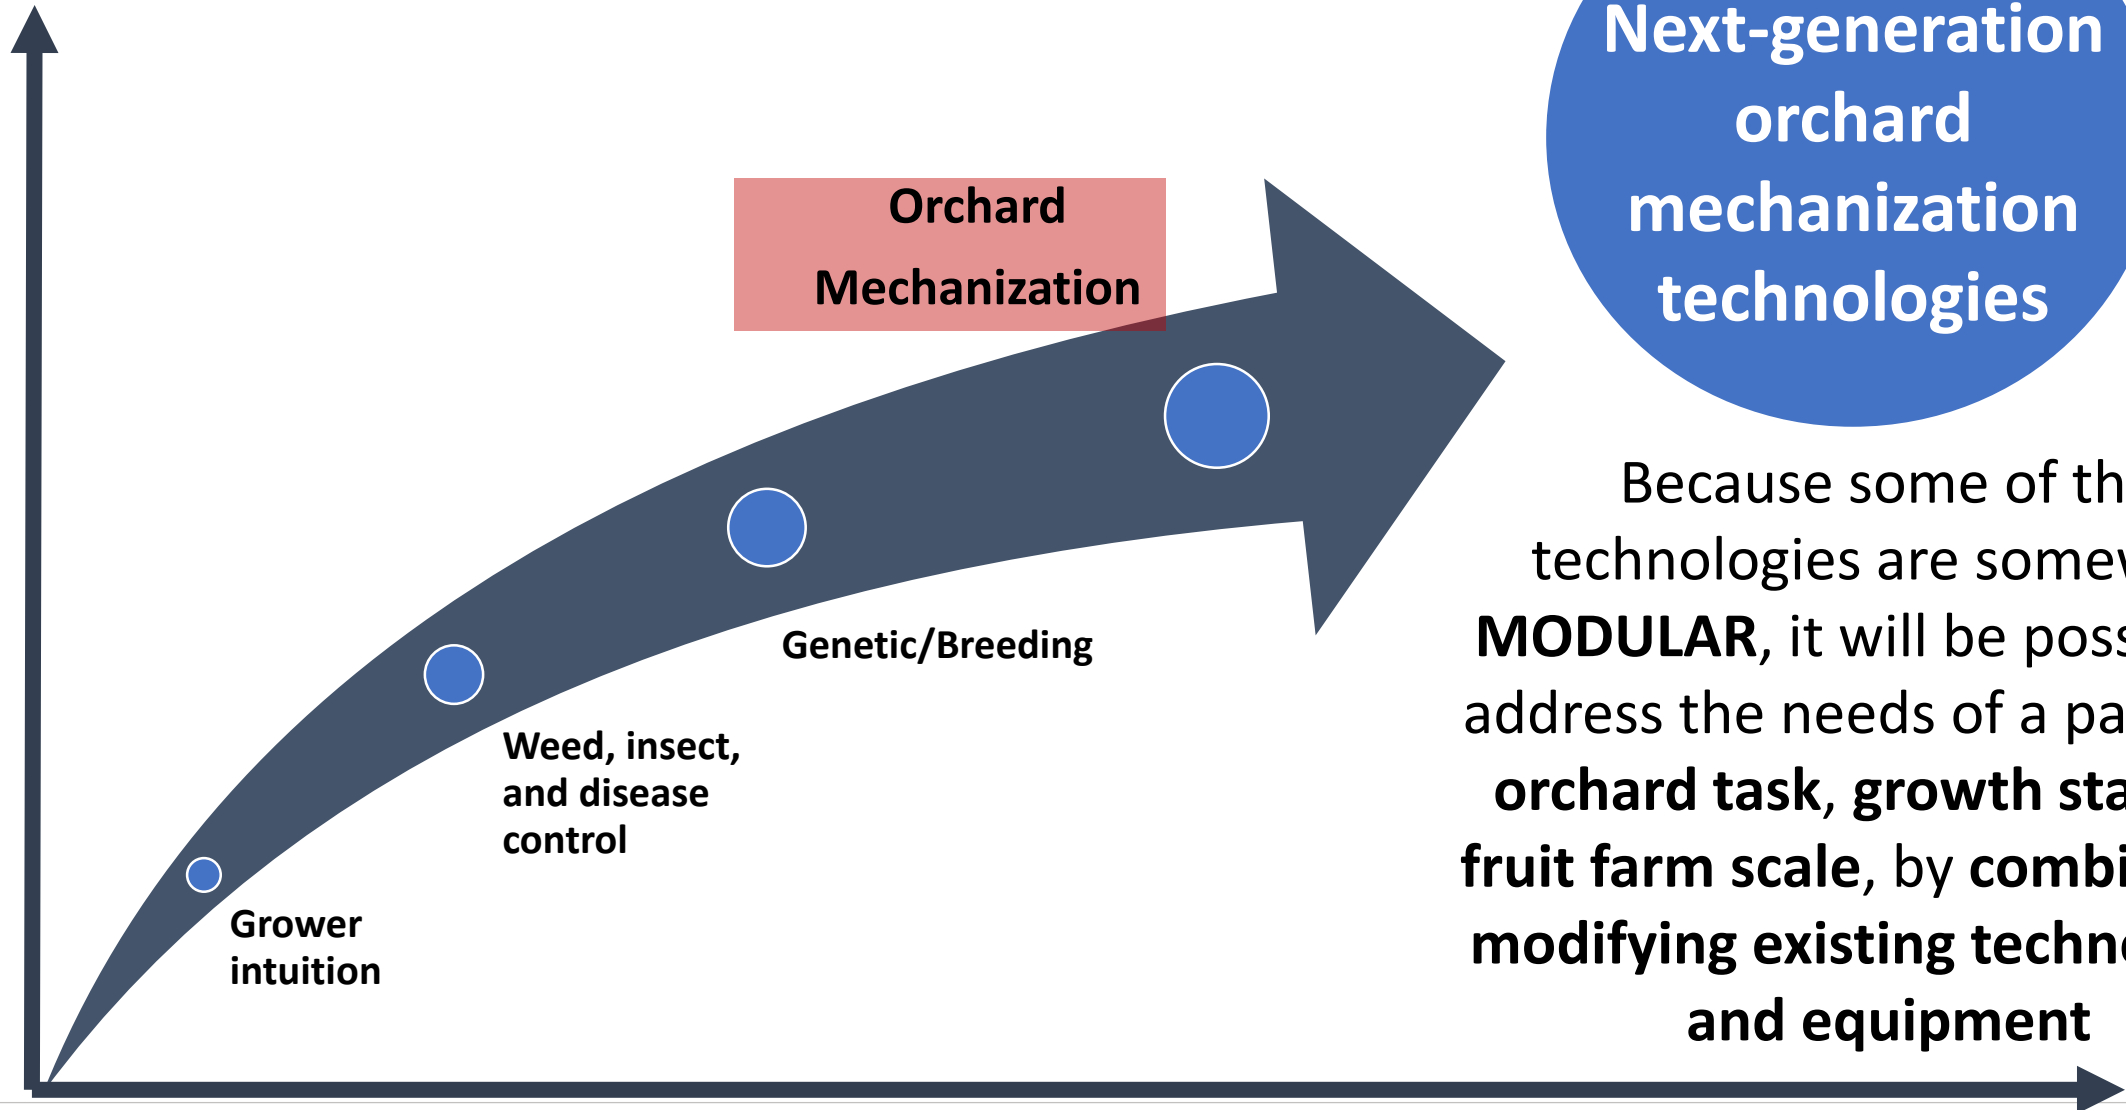 Next-generation
orchard
mechanization
technologies
Orchard
Mechanization
Genetic/Breeding
Weed, insect,
and disease
control
Grower
intuition
Because some of th
technologies are somew
MODULAR, it will be poss
address the needs of a pa
orchard task, growth sta
fruit farm scale, by combi
modifying existing techno
and equipment